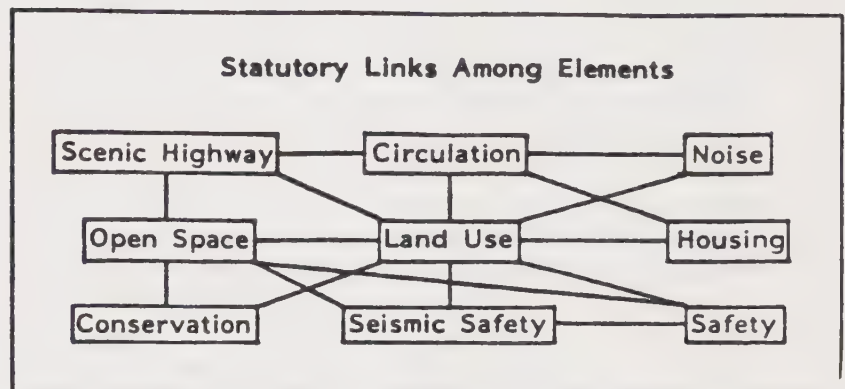 Statutory Links Among Elements
Scenic Highway Circulation Noise
Open Space Land Use Housing
Conservation Seismic Safety Safety